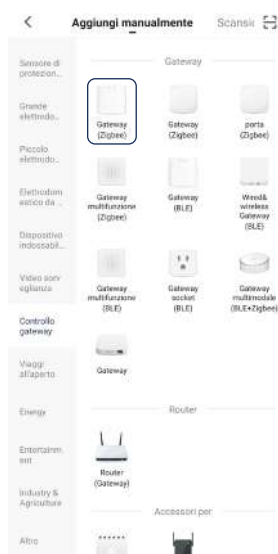 Aggiungi manualmente
Scansie
Sensore di
protezion...
Grande
elettrodo...
Piccolo
elettrodo...
Elettrodom
estico da ...
Dispositivo
indossabil...
Video sorv
eglianza
Controllo
gateway
Viaggi
all'aperto
Energy
Entertainm
ent
Industry &
Agriculture
Altro
Gateway
Gateway
(Zigbee)
Gateway
(Zigbee)
porta
(Zigbee)
Gateway
multifunzione
(Zigbee)
Gateway
(BLE)
Wired&
wireless
Gateway
(BLE)
Gateway
multifunzione
(BLE)
Gateway
socket
(BLE)
Gateway
multimodale
(BLE+Zigbee)
Gateway
Router
Router
(Gateway)
Accessori per